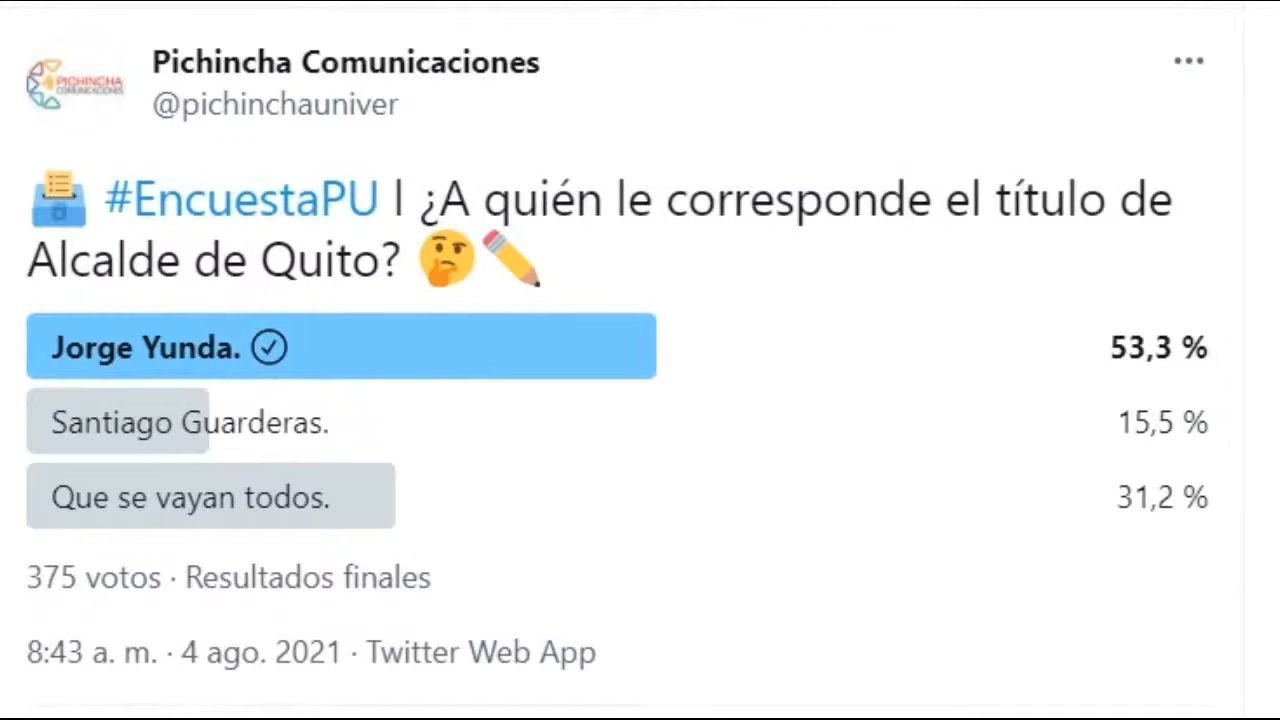 Pichincha Comunicaciones
@pichinchauniver
PICHINCHA
COMUNICACIONES
#EncuestaPU | ¿A quién le corresponde el título de
Alcalde de Quito?
Jorge Yunda. 53,3 %
Santiago Guarderas. 15,5 %
Que se vayan todos. 31,2 %
375 votos · Resultados finales
8:43 a. m. · 4 ago. 2021 · Twitter Web App